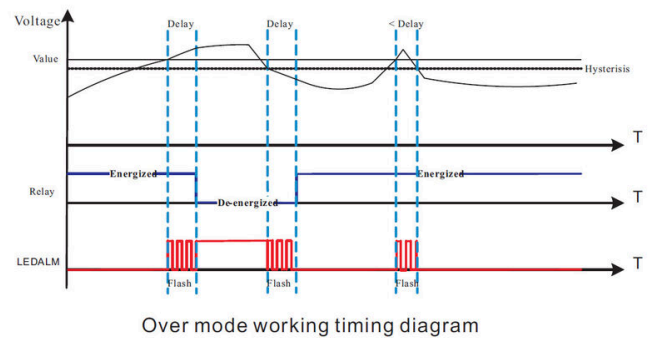 Voltage
Delay Delay < Delay
Value
Hysterisis
T
Energized Energized
Relay
De-energized
T
LEDALM
T
Flash Flash Flash
Over mode working timing diagram